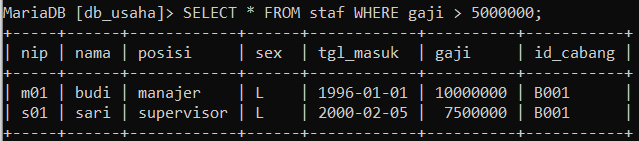 MariaDB [db_usaha]> SELECT * FROM staf WHERE gaji > 5000000;
+-----+------+------------+-----+------------+----------+-----------+
| nip | nama | posisi     | sex | tgl_masuk  | gaji     | id_cabang |
+-----+------+------------+-----+------------+----------+-----------+
| m01 | budi | manajer    | L   | 1996-01-01 | 10000000 | B001      |
| s01 | sari | supervisor | L   | 2000-02-05 |  7500000 | B001      |
+-----+------+------------+-----+------------+----------+-----------+